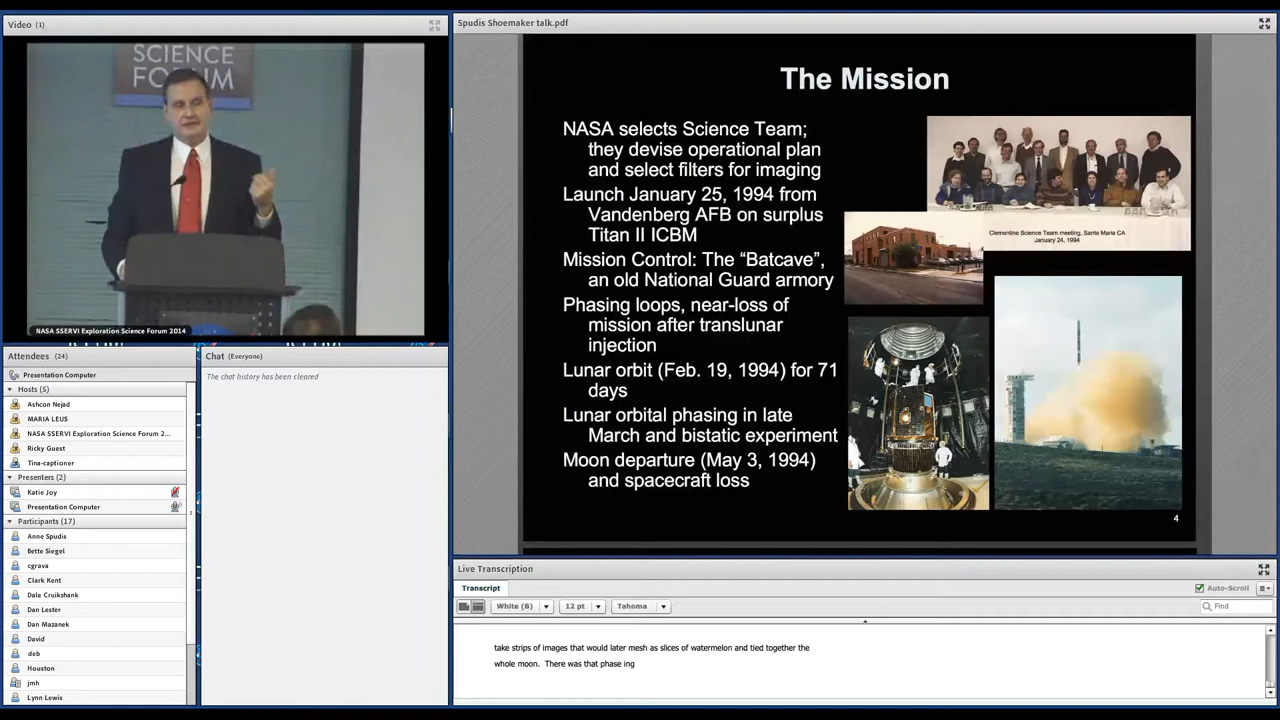 Video (1)
SCIENCE
FORUM
NASA SSERVI Exploration Science Forum 2014
Attendees (24)
Presentation Computer
Hosts (5)
Ashcon Nejad
MARIA LEUS
NASA SSERVI Exploration Science Forum 2...
Ricky Guest
Tina-captioner
Presenters (2)
Katie Joy
Presentation Computer
Participants (17)
Anne Spudis
Bette Siegel
cgrava
Clark Kent
Dale Cruikshank
Dan Lester
Dan Mazanek
David
deb
Houston
jmh
Lynn Lewis
Chat (Everyone)
The chat history has been cleared
Spudis Shoemaker talk.pdf
The Mission
NASA selects Science Team;
they devise operational plan
and select filters for imaging
Launch January 25, 1994 from
Vandenberg AFB on surplus
Titan II ICBM
Mission Control: The “Batcave”,
an old National Guard armory
Phasing loops, near-loss of
mission after translunar
injection
Lunar orbit (Feb. 19, 1994) for 71
days
Lunar orbital phasing in late
March and bistatic experiment
Moon departure (May 3, 1994)
and spacecraft loss
Clementine Science Team meeting, Santa Maria CA
January 24, 1994
4
Live Transcription
Transcript
Auto-Scroll
White (B)
12 pt
Tahoma
Find
take strips of images that would later mesh as slices of watermelon and tied together the
whole moon. There was that phase ing